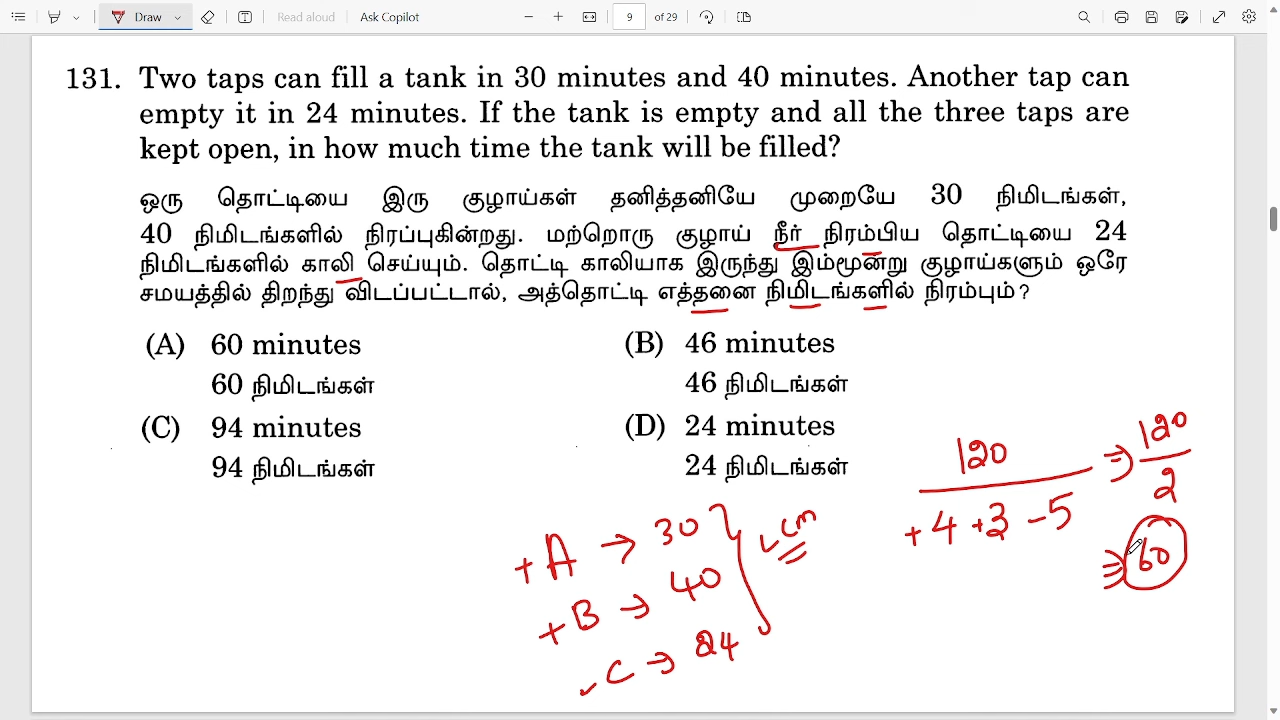 Draw
Read aloud
Ask Copilot
9
of 29
131. Two taps can fill a tank in 30 minutes and 40 minutes. Another tap can
empty it in 24 minutes. If the tank is empty and all the three taps are
kept open, in how much time the tank will be filled?
ஒரு தொட்டியை இரு குழாய்கள் தனித்தனியே முறையே 30 நிமிடங்கள்,
40 நிமிடங்களில் நிரப்புகின்றது. மற்றொரு குழாய் நீர் நிரம்பிய தொட்டியை 24
நிமிடங்களில் காலி செய்யும். தொட்டி காலியாக இருந்து இம்மூன்று குழாய்களும் ஒரே
சமயத்தில் திறந்து விடப்பட்டால், அத்தொட்டி எத்தனை நிமிடங்களில் நிரம்பும்?
(A) 60 minutes
60 நிமிடங்கள்
(B) 46 minutes
46 நிமிடங்கள்
(C) 94 minutes
94 நிமிடங்கள்
(D) 24 minutes
24 நிமிடங்கள்
+ A → 30
+ B → 40
- C → 24
LCM
120 ⇒ 120
+4 +3 -5 2
⇒ 60